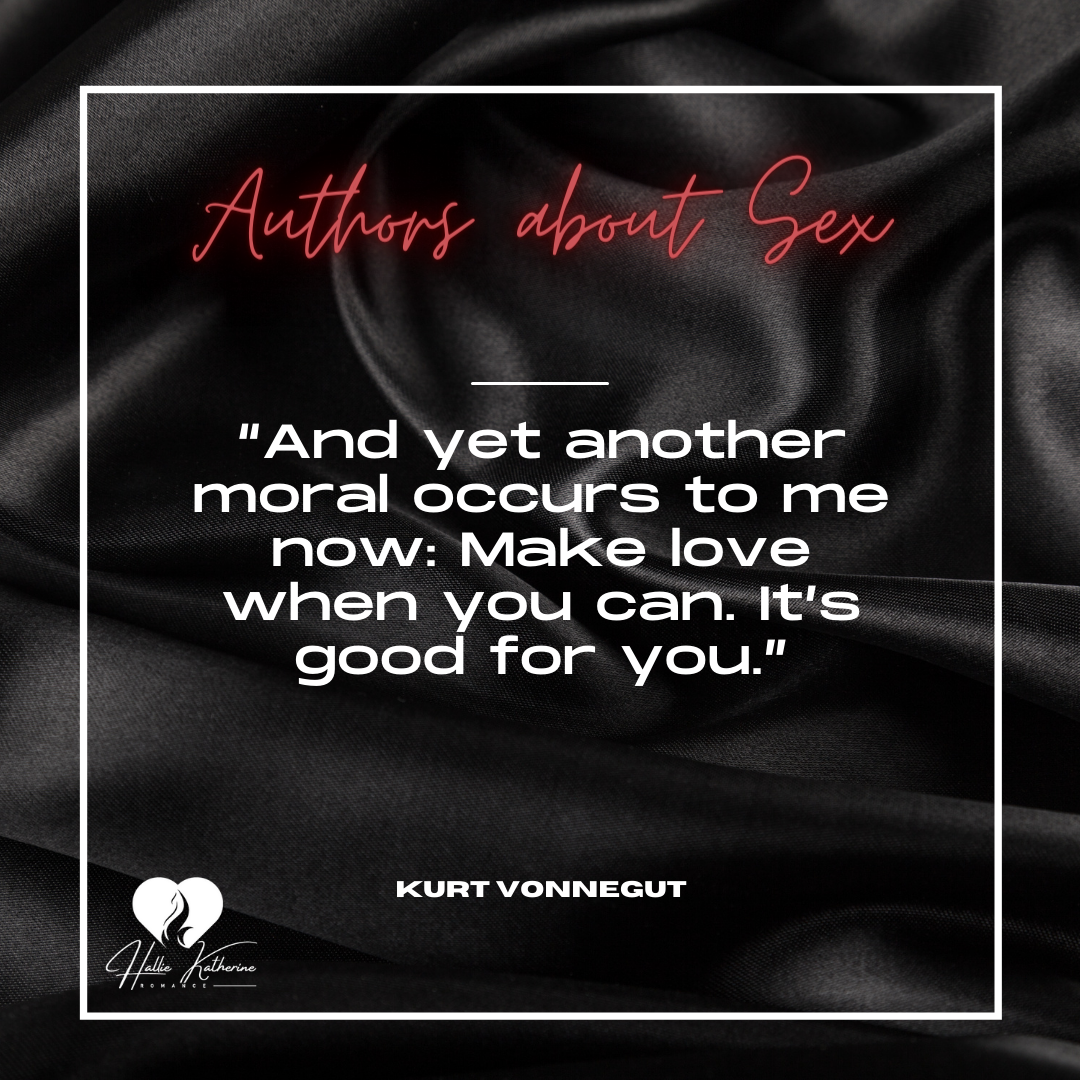 Authors about Sex
"And yet another
moral occurs to me
now: Make love
when you can. It's
good for you."
KURT VONNEGUT
Hallie Katherine
ROMANCE